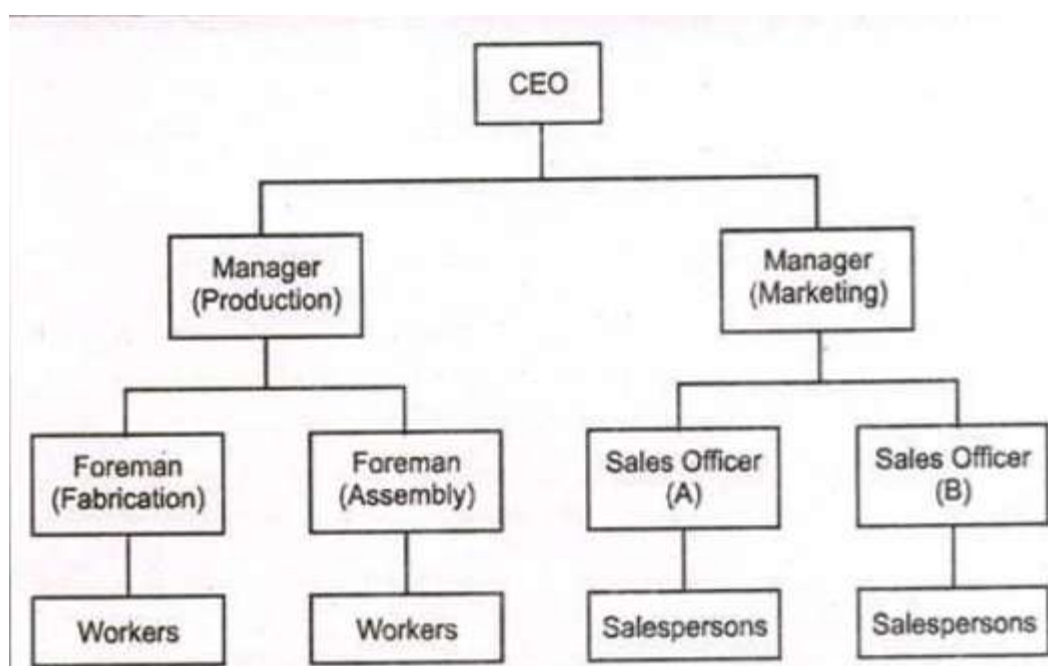 CEO
Manager
(Production)
Manager
(Marketing)
Foreman
(Fabrication)
Foreman
(Assembly)
Sales Officer
(A)
Sales Officer
(B)
Workers
Workers
Salespersons
Salespersons